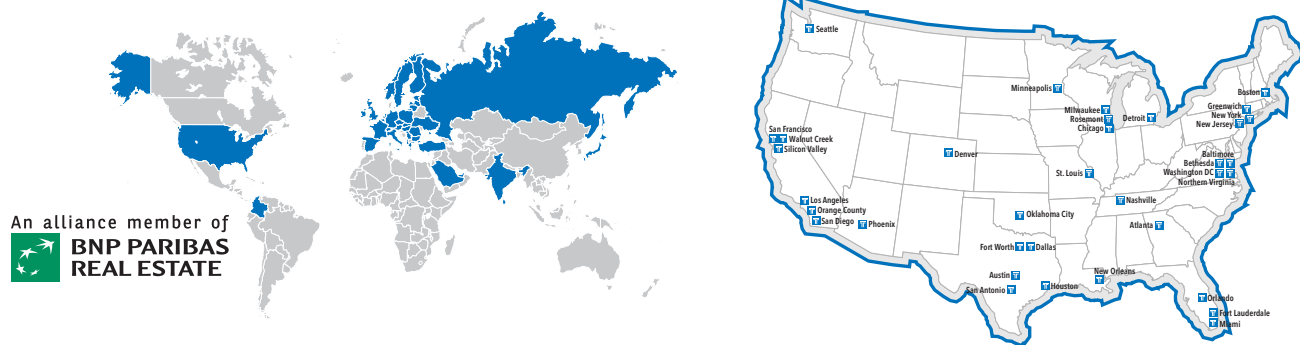 An alliance member of
BNP PARIBAS
REAL ESTATE
Seattle
Minneapolis
Boston
Milwaukee
Rosemont
Chicago
Detroit
Greenwich
New York
New Jersey
San Francisco
Walnut Creek
Silicon Valley
Denver
St. Louis
Baltimore
Bethesda
Washington DC
Northern Virginia
Los Angeles
Orange County
San Diego
Phoenix
Oklahoma City
Nashville
Atlanta
Fort Worth
Dallas
Austin
San Antonio
Houston
New Orleans
Orlando
Fort Lauderdale
Miami